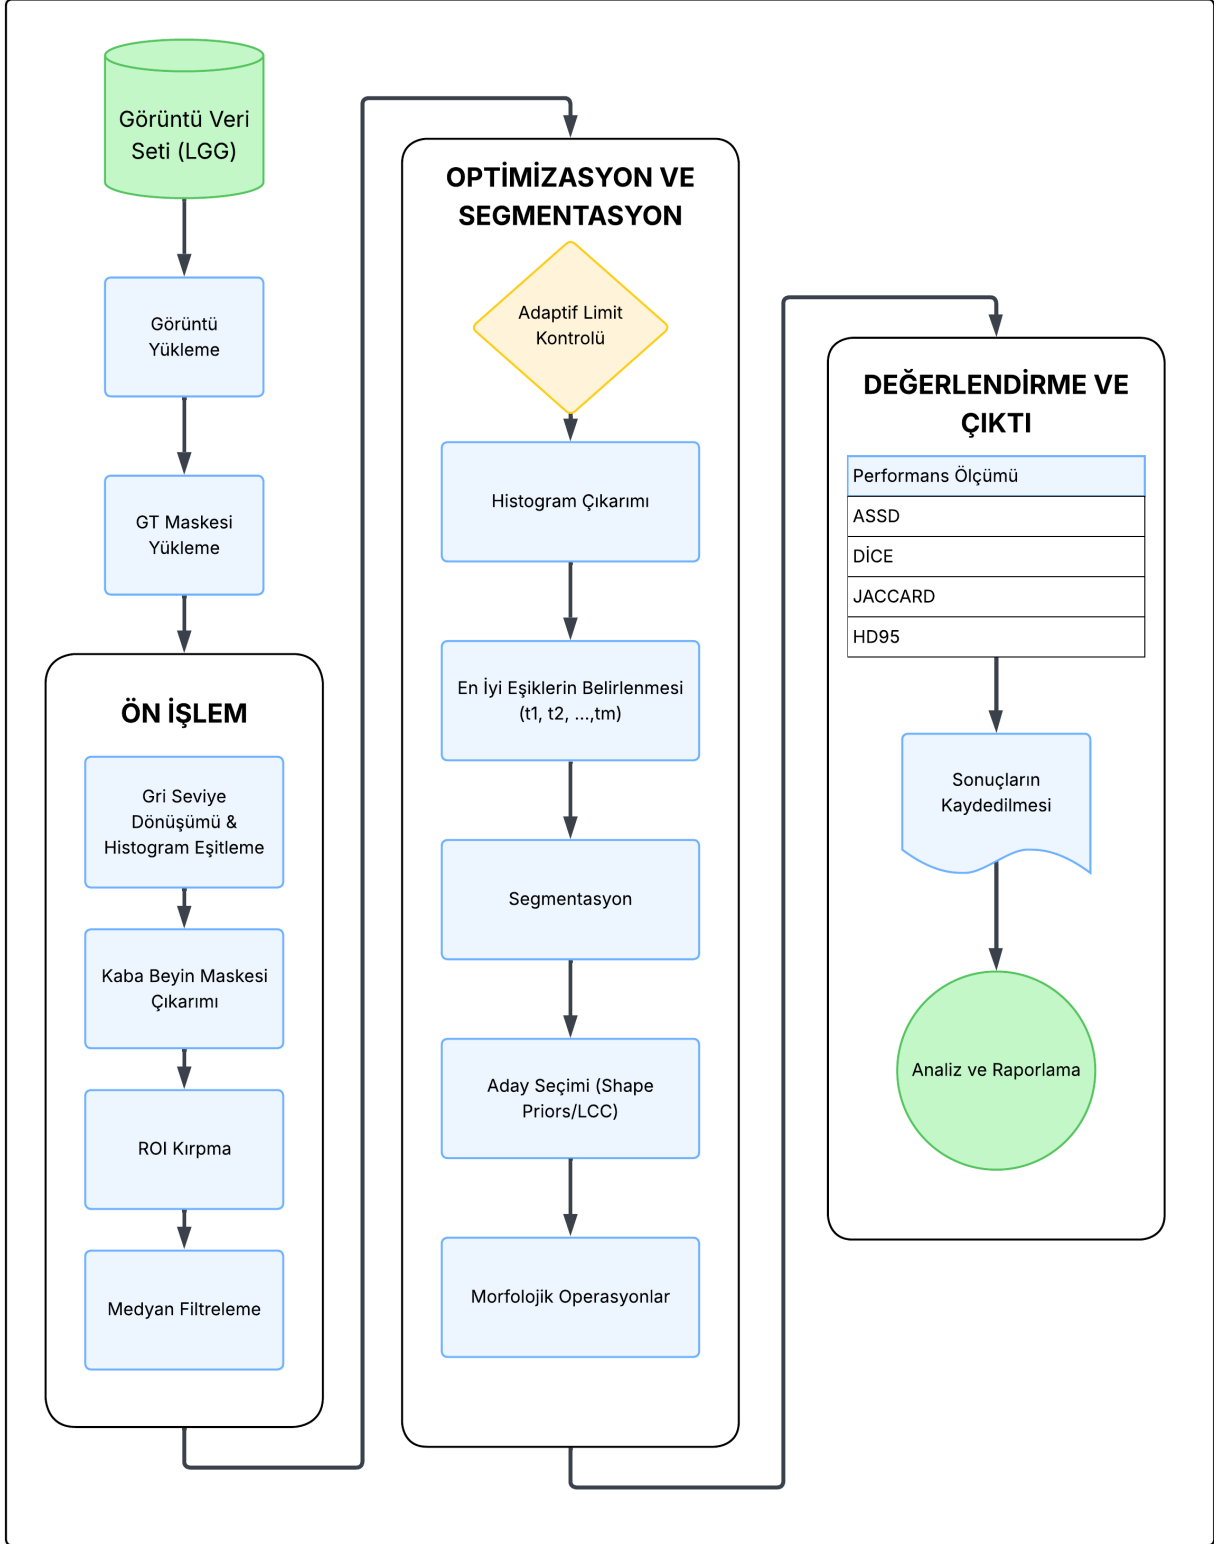 Görüntü Veri
Seti (LGG)
Görüntü
Yükleme
GT Maskesi
Yükleme
ÖN İŞLEM
Gri Seviye
Dönüşümü &
Histogram Eşitleme
Kaba Beyin Maskesi
Çıkarımı
ROI Kırpma
Medyan Filtreleme
OPTİMİZASYON VE
SEGMENTASYON
Adaptif Limit
Kontrolü
Histogram Çıkarımı
En İyi Eşiklerin Belirlenmesi
(t1, t2, ...,tm)
Segmentasyon
Aday Seçimi (Shape
Priors/LCC)
Morfolojik Operasyonlar
DEĞERLENDİRME VE
ÇIKTI
Performans Ölçümü
ASSD
DİCE
JACCARD
HD95
Sonuçların
Kaydedilmesi
Analiz ve Raporlama